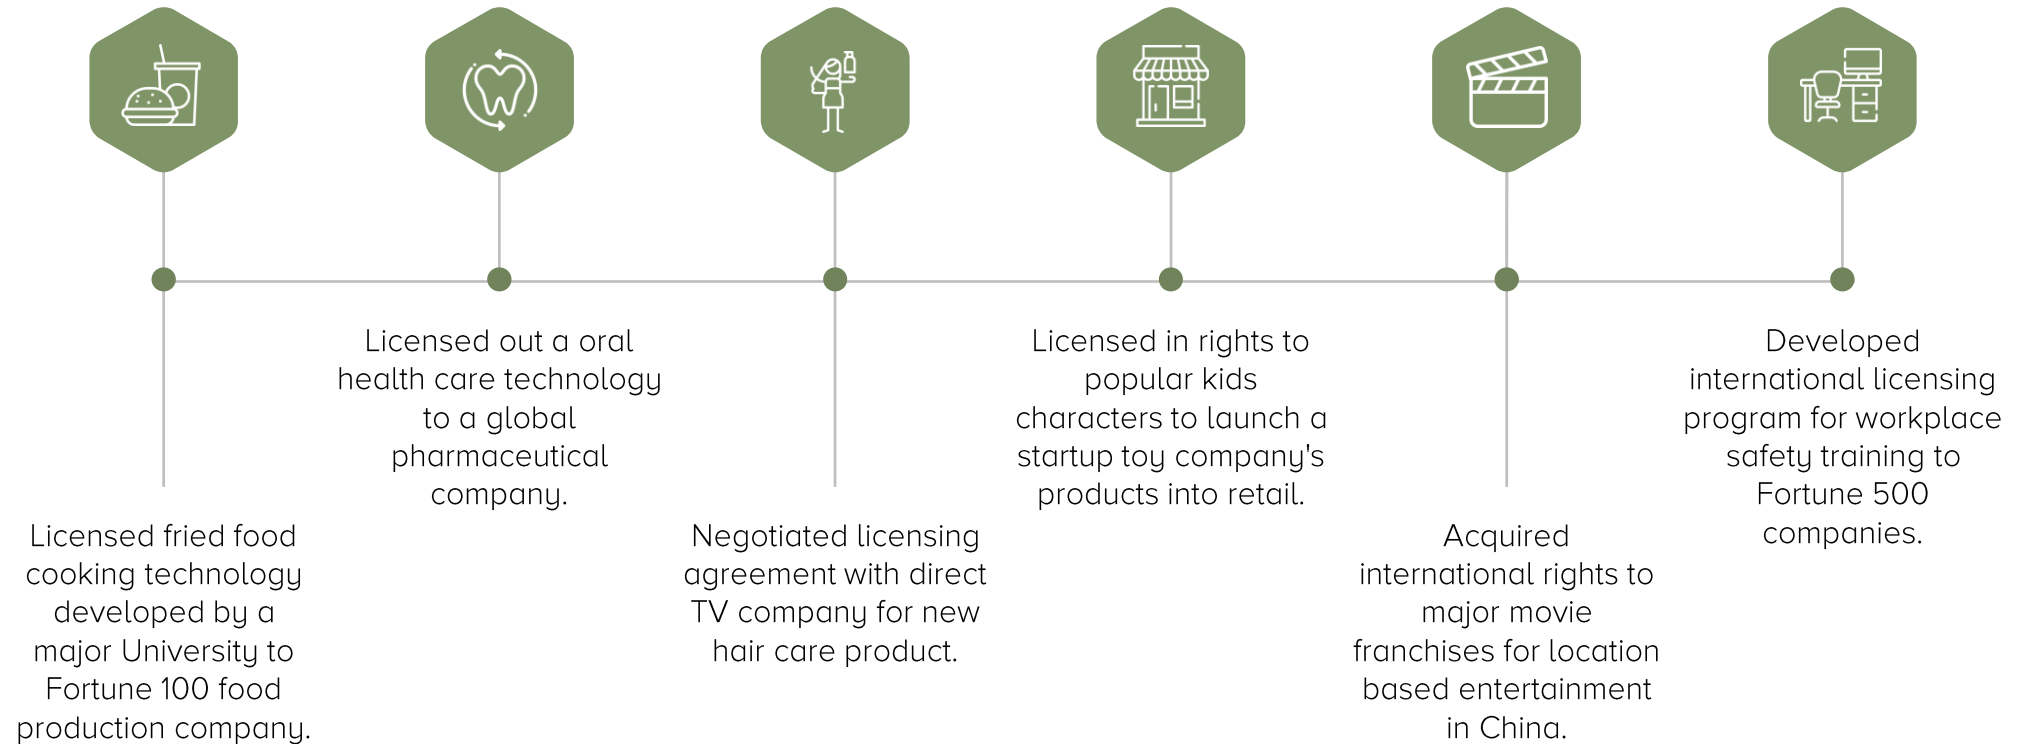 Licensed fried food
cooking technology
developed by a
major University to
Fortune 100 food
production company.
Licensed out a oral
health care technology
to a global
pharmaceutical
company.
Negotiated licensing
agreement with direct
TV company for new
hair care product.
Licensed in rights to
popular kids
characters to launch a
startup toy company's
products into retail.
Acquired
international rights to
major movie
franchises for location
based entertainment
in China.
Developed
international licensing
program for workplace
safety training to
Fortune 500
companies.